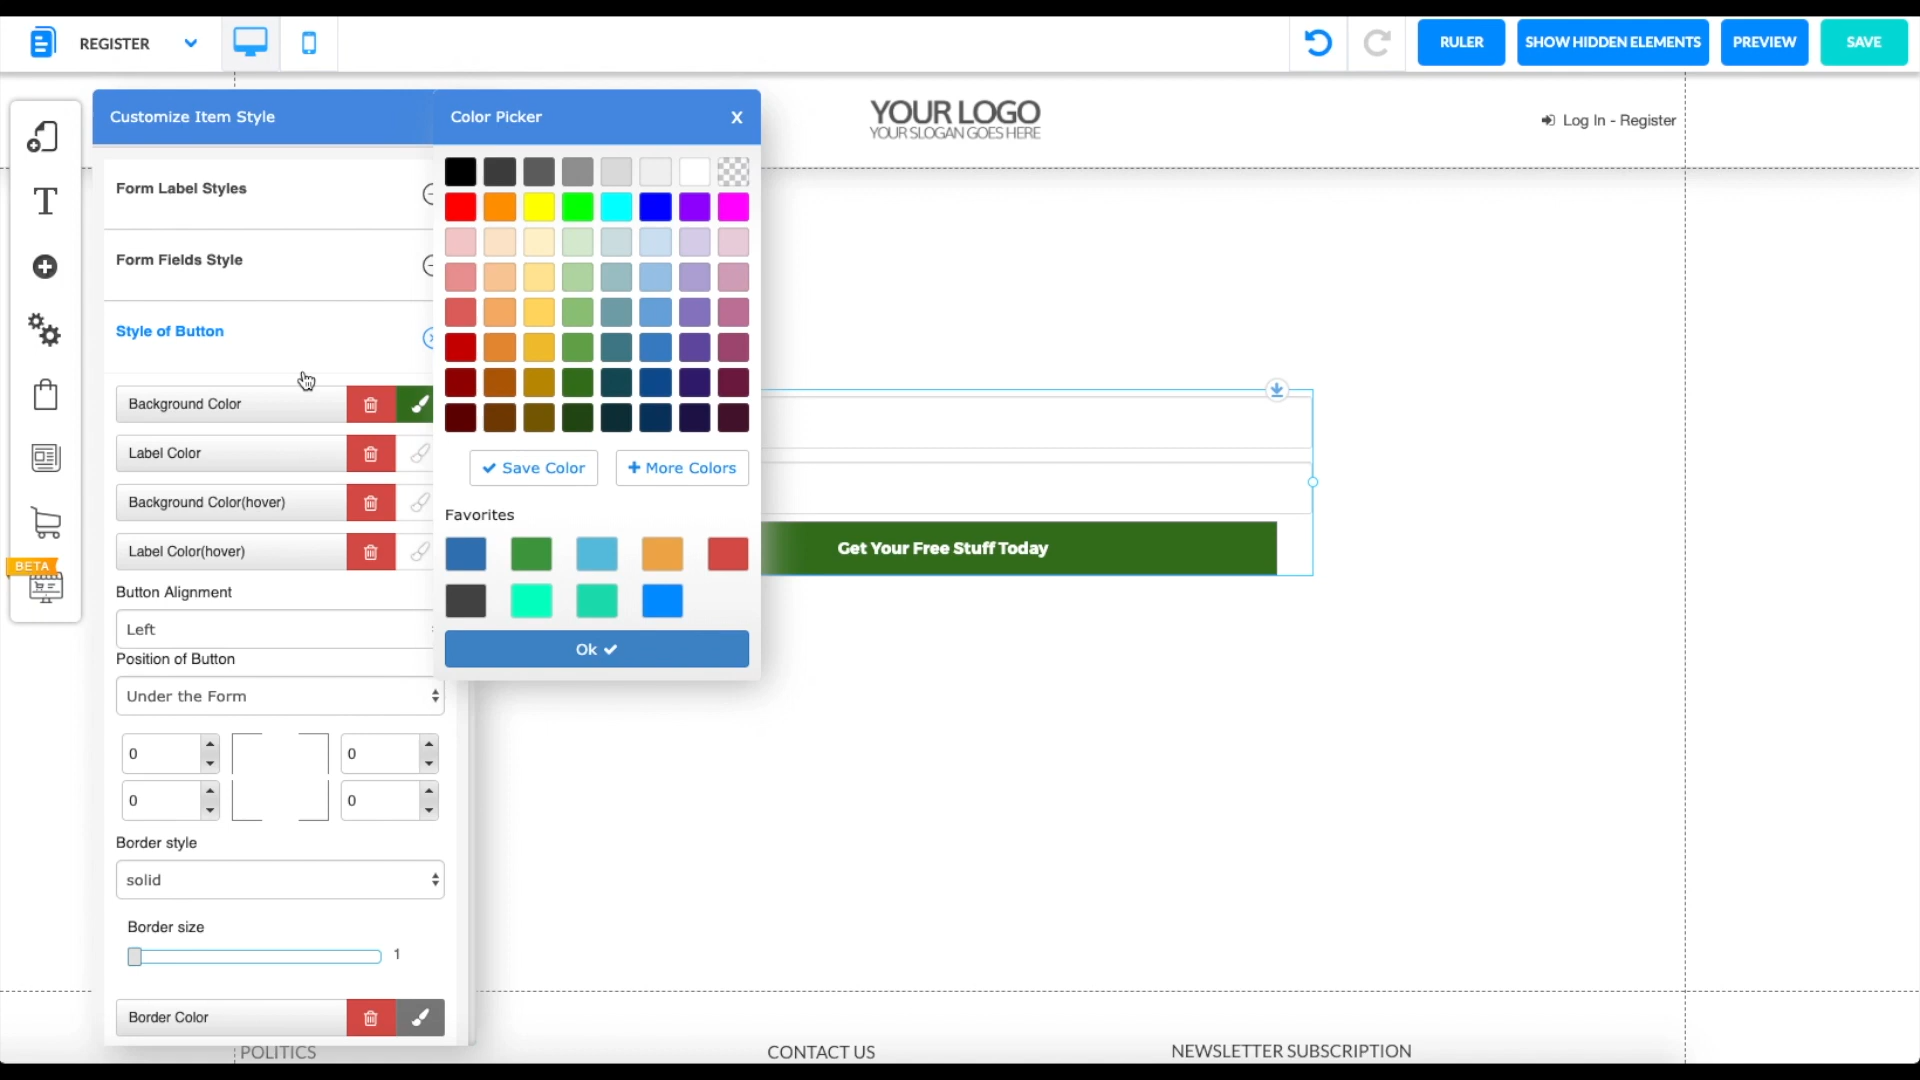 REGISTER
RULER
SHOW HIDDEN ELEMENTS
PREVIEW
SAVE
Customize Item Style
Color Picker
X
YOUR LOGO
YOUR SLOGAN GOES HERE
Log In - Register
Form Label Styles
Form Fields Style
Style of Button
Background Color
Label Color
Background Color(hover)
Label Color(hover)
Save Color
More Colors
Favorites
Ok
Get Your Free Stuff Today
BETA
Button Alignment
Left
Position of Button
Under the Form
0
0
0
0
Border style
solid
Border size
1
Border Color
POLITICS
CONTACT US
NEWSLETTER SUBSCRIPTION